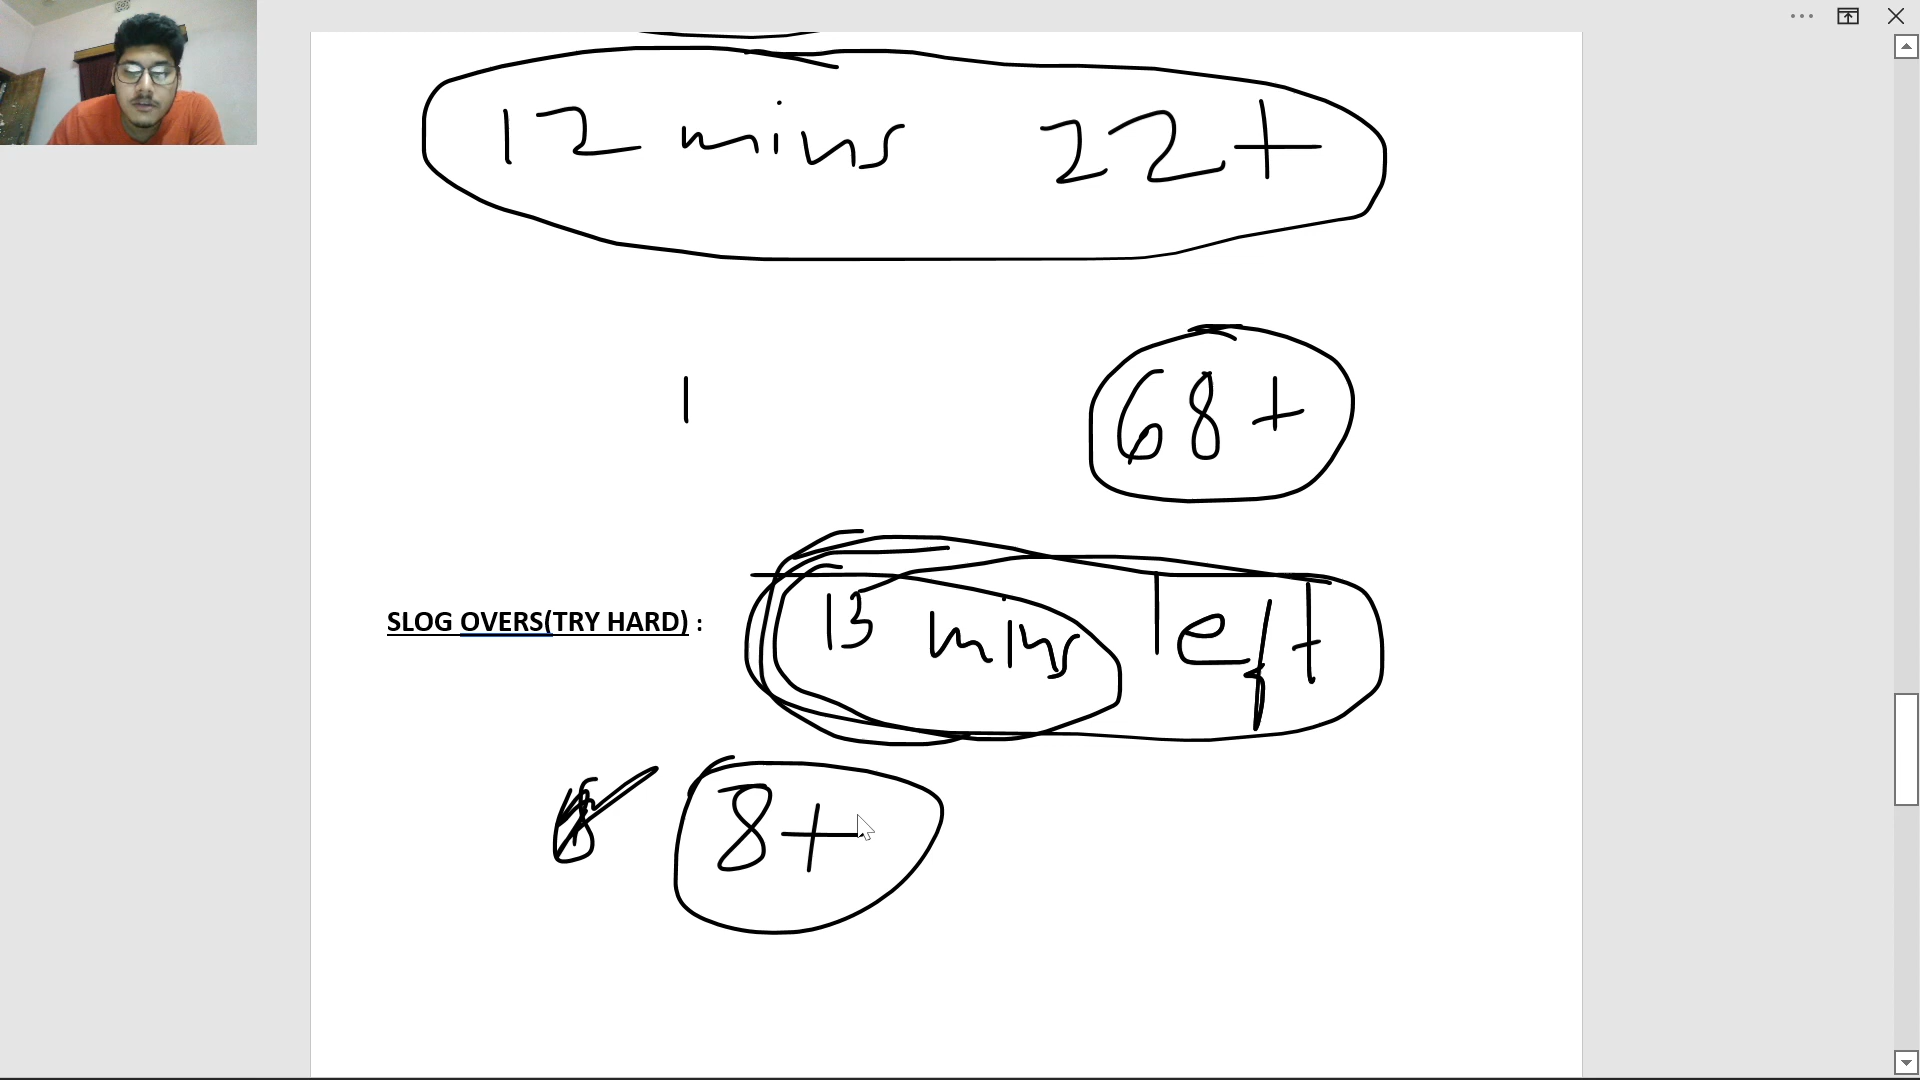 12 mins 22+
1 68+
SLOG OVERS(TRY HARD) : 13 mins left
8+